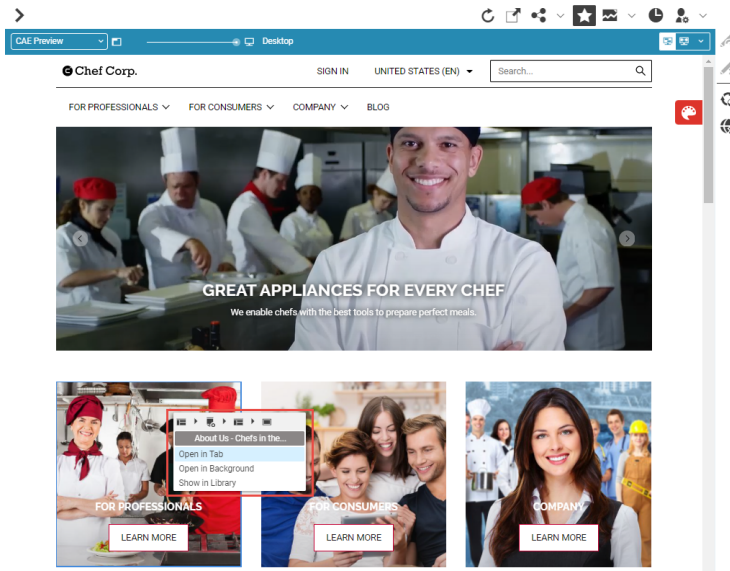 CAE Preview
Desktop
Chef Corp.
SIGN IN
UNITED STATES (EN)
Search...
FOR PROFESSIONALS
FOR CONSUMERS
COMPANY
BLOG
GREAT APPLIANCES FOR EVERY CHEF
We enable chefs with the best tools to prepare perfect meals.
About Us - Chefs in the...
Open in Tab
Open in Background
Show in Library
FOR PROFESSIONALS
FOR CONSUMERS
COMPANY
LEARN MORE
LEARN MORE
LEARN MORE